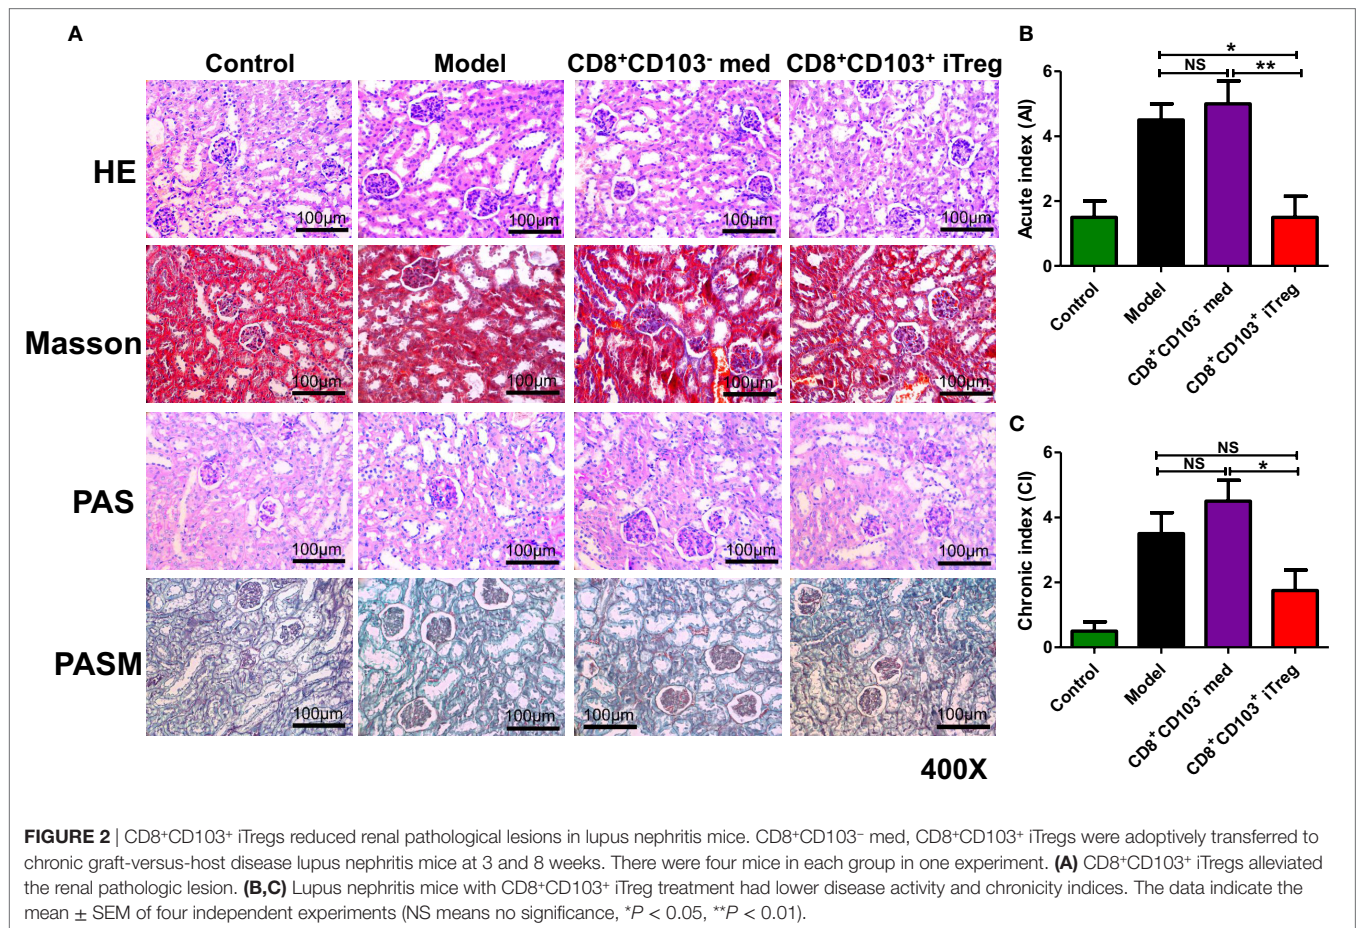 A
Control Model CD8⁺CD103⁻ med CD8⁺CD103⁺ iTreg
HE
100µm 100µm 100µm 100µm
Masson
100µm 100µm 100µm 100µm
PAS
100µm 100µm 100µm 100µm
PASM
100µm 100µm 100µm 100µm
400X
B
*
NS **
Acute index (AI)
6
4
2
0
Control Model CD8⁺CD103⁻ med CD8⁺CD103⁺ iTreg
C
NS
NS *
Chronic index (CI)
6
4
2
0
Control Model CD8⁺CD103⁻ med CD8⁺CD103⁺ iTreg
FIGURE 2 | CD8⁺CD103⁺ iTregs reduced renal pathological lesions in lupus nephritis mice. CD8⁺CD103⁻ med, CD8⁺CD103⁺ iTregs were adoptively transferred to
chronic graft-versus-host disease lupus nephritis mice at 3 and 8 weeks. There were four mice in each group in one experiment. (A) CD8⁺CD103⁺ iTregs alleviated
the renal pathologic lesion. (B,C) Lupus nephritis mice with CD8⁺CD103⁺ iTreg treatment had lower disease activity and chronicity indices. The data indicate the
mean ± SEM of four independent experiments (NS means no significance, *P < 0.05, **P < 0.01).